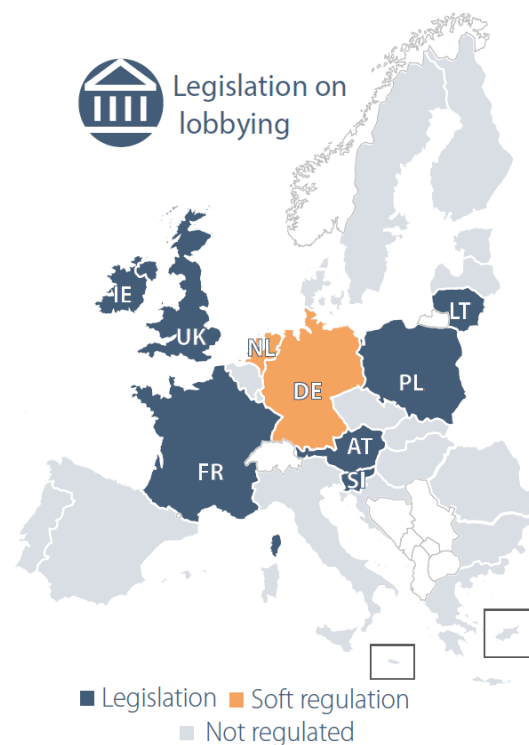 Legislation on
lobbying
IE
UK
LT
NL
DE
PL
FR
AT
SI
Legislation Soft regulation
Not regulated